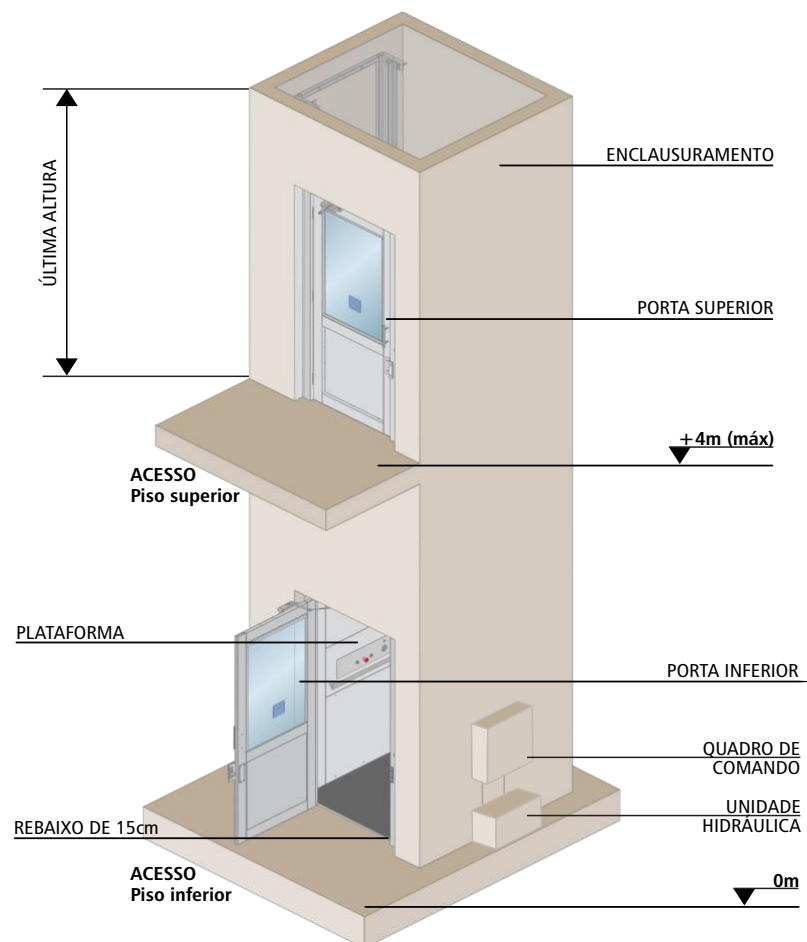 ÚLTIMA ALTURA
ENCLAUSURAMENTO
PORTA SUPERIOR
+4m (máx)
ACESSO
Piso superior
PLATAFORMA
PORTA INFERIOR
QUADRO DE
COMANDO
UNIDADE
HIDRÁULICA
REBAIXO DE 15cm
ACESSO
Piso inferior
0m